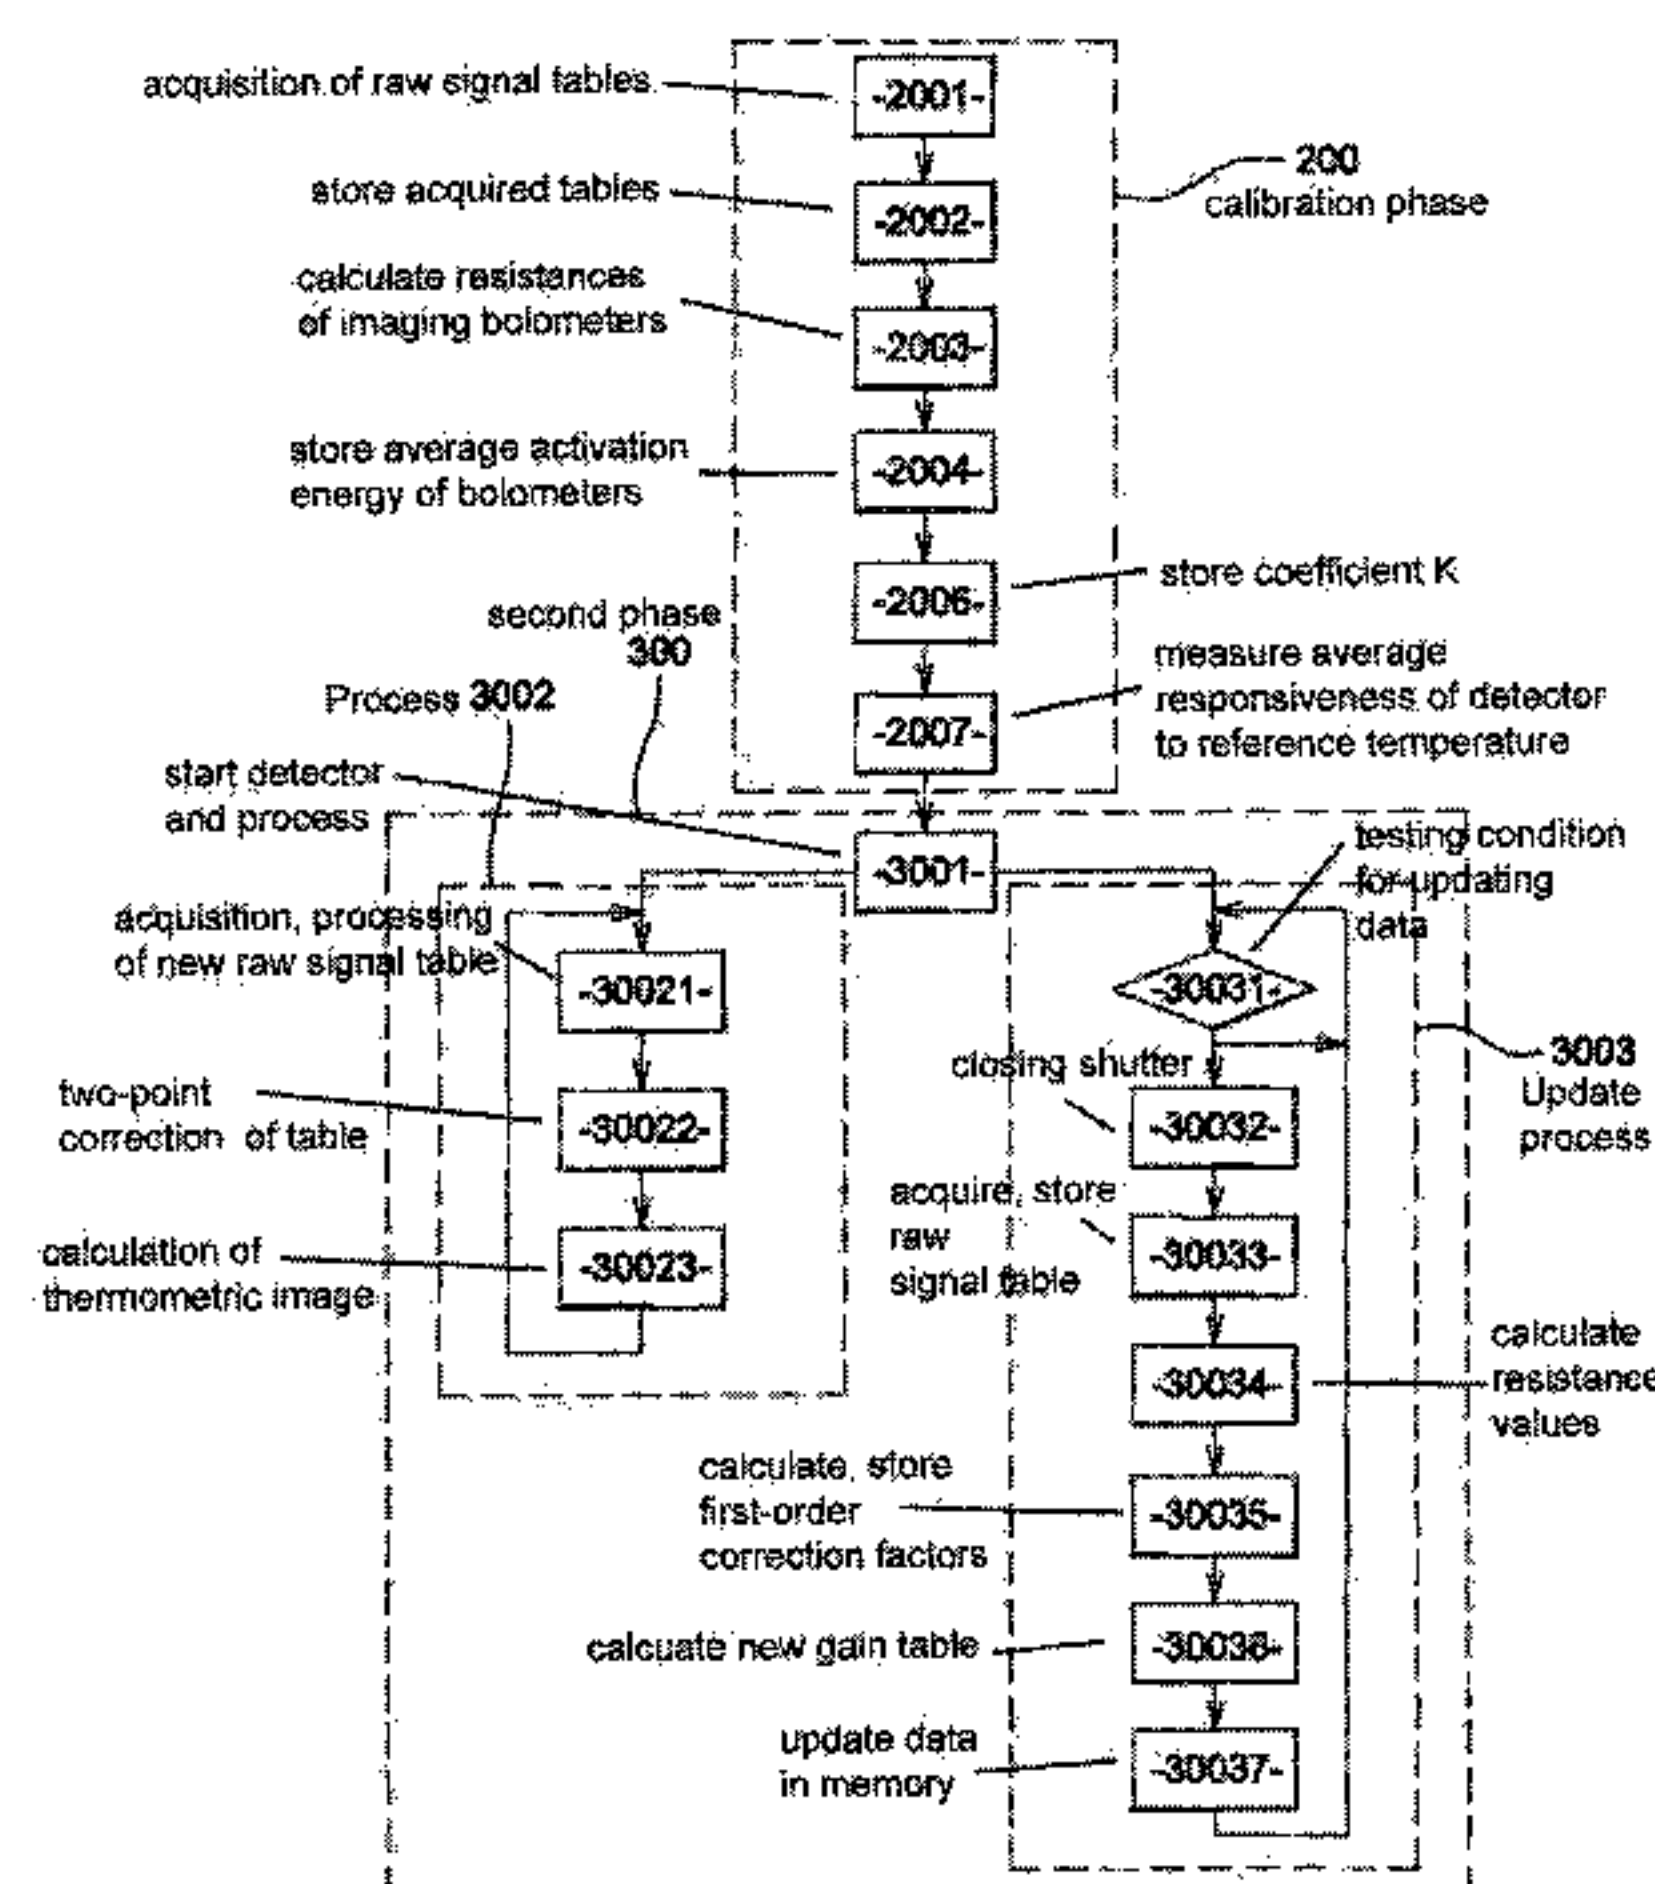 acquisition of raw signal tables
-2001-
200
calibration phase
store acquired tables
-2002-
calculate resistances
of imaging bolometers
-2003-
store average activation
energy of bolometers
-2004-
-2006-
store coefficient K
second phase
300
measure average
responsiveness of detector
to reference temperature
-2007-
Process 3002
start detector
and process
-3001-
testing condition
for updating
data
acquisition, processing
of new raw signal table
-30021-
-30031-
closing shutter
3003
Update
process
two-point
correction of table
-30022-
-30032-
acquire, store
raw
signal table
-30033-
calculation of
thermometric image
-30023-
-30034-
calculate
resistance
values
calculate, store
first-order
correction factors
-30035-
calcuate new gain table
-30036-
update data
in memory
-30037-